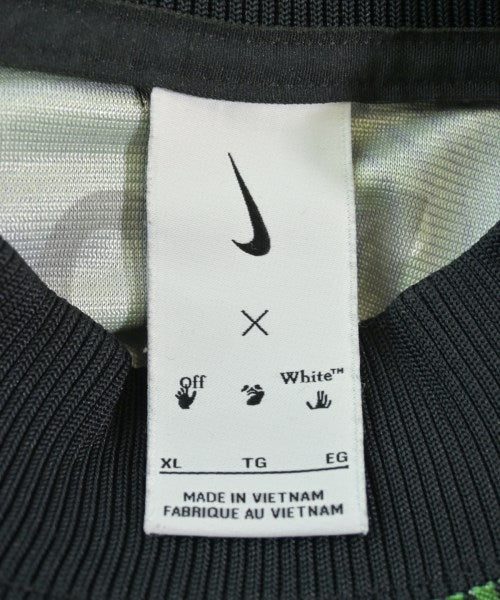 ×
Off White™
XL TG EG
MADE IN VIETNAM
FABRIQUE AU VIETNAM